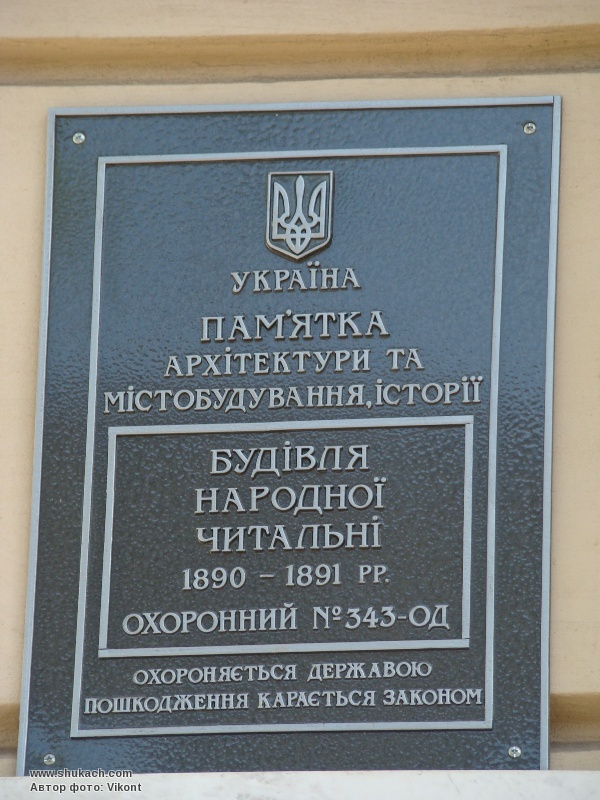 УКРАЇНА
ПАМ'ЯТКА
АРХІТЕКТУРИ ТА
МІСТОБУДУВАННЯ, ІСТОРІЇ
БУДІВЛЯ
НАРОДНОЇ
ЧИТАЛЬНІ
1890 – 1891 РР.
ОХОРОННИЙ №343-ОД
ОХОРОНЯЄТЬСЯ ДЕРЖАВОЮ
ПОШКОДЖЕННЯ КАРАЄТЬСЯ ЗАКОНОМ
www.shukach.com
Автор фото: Vikont